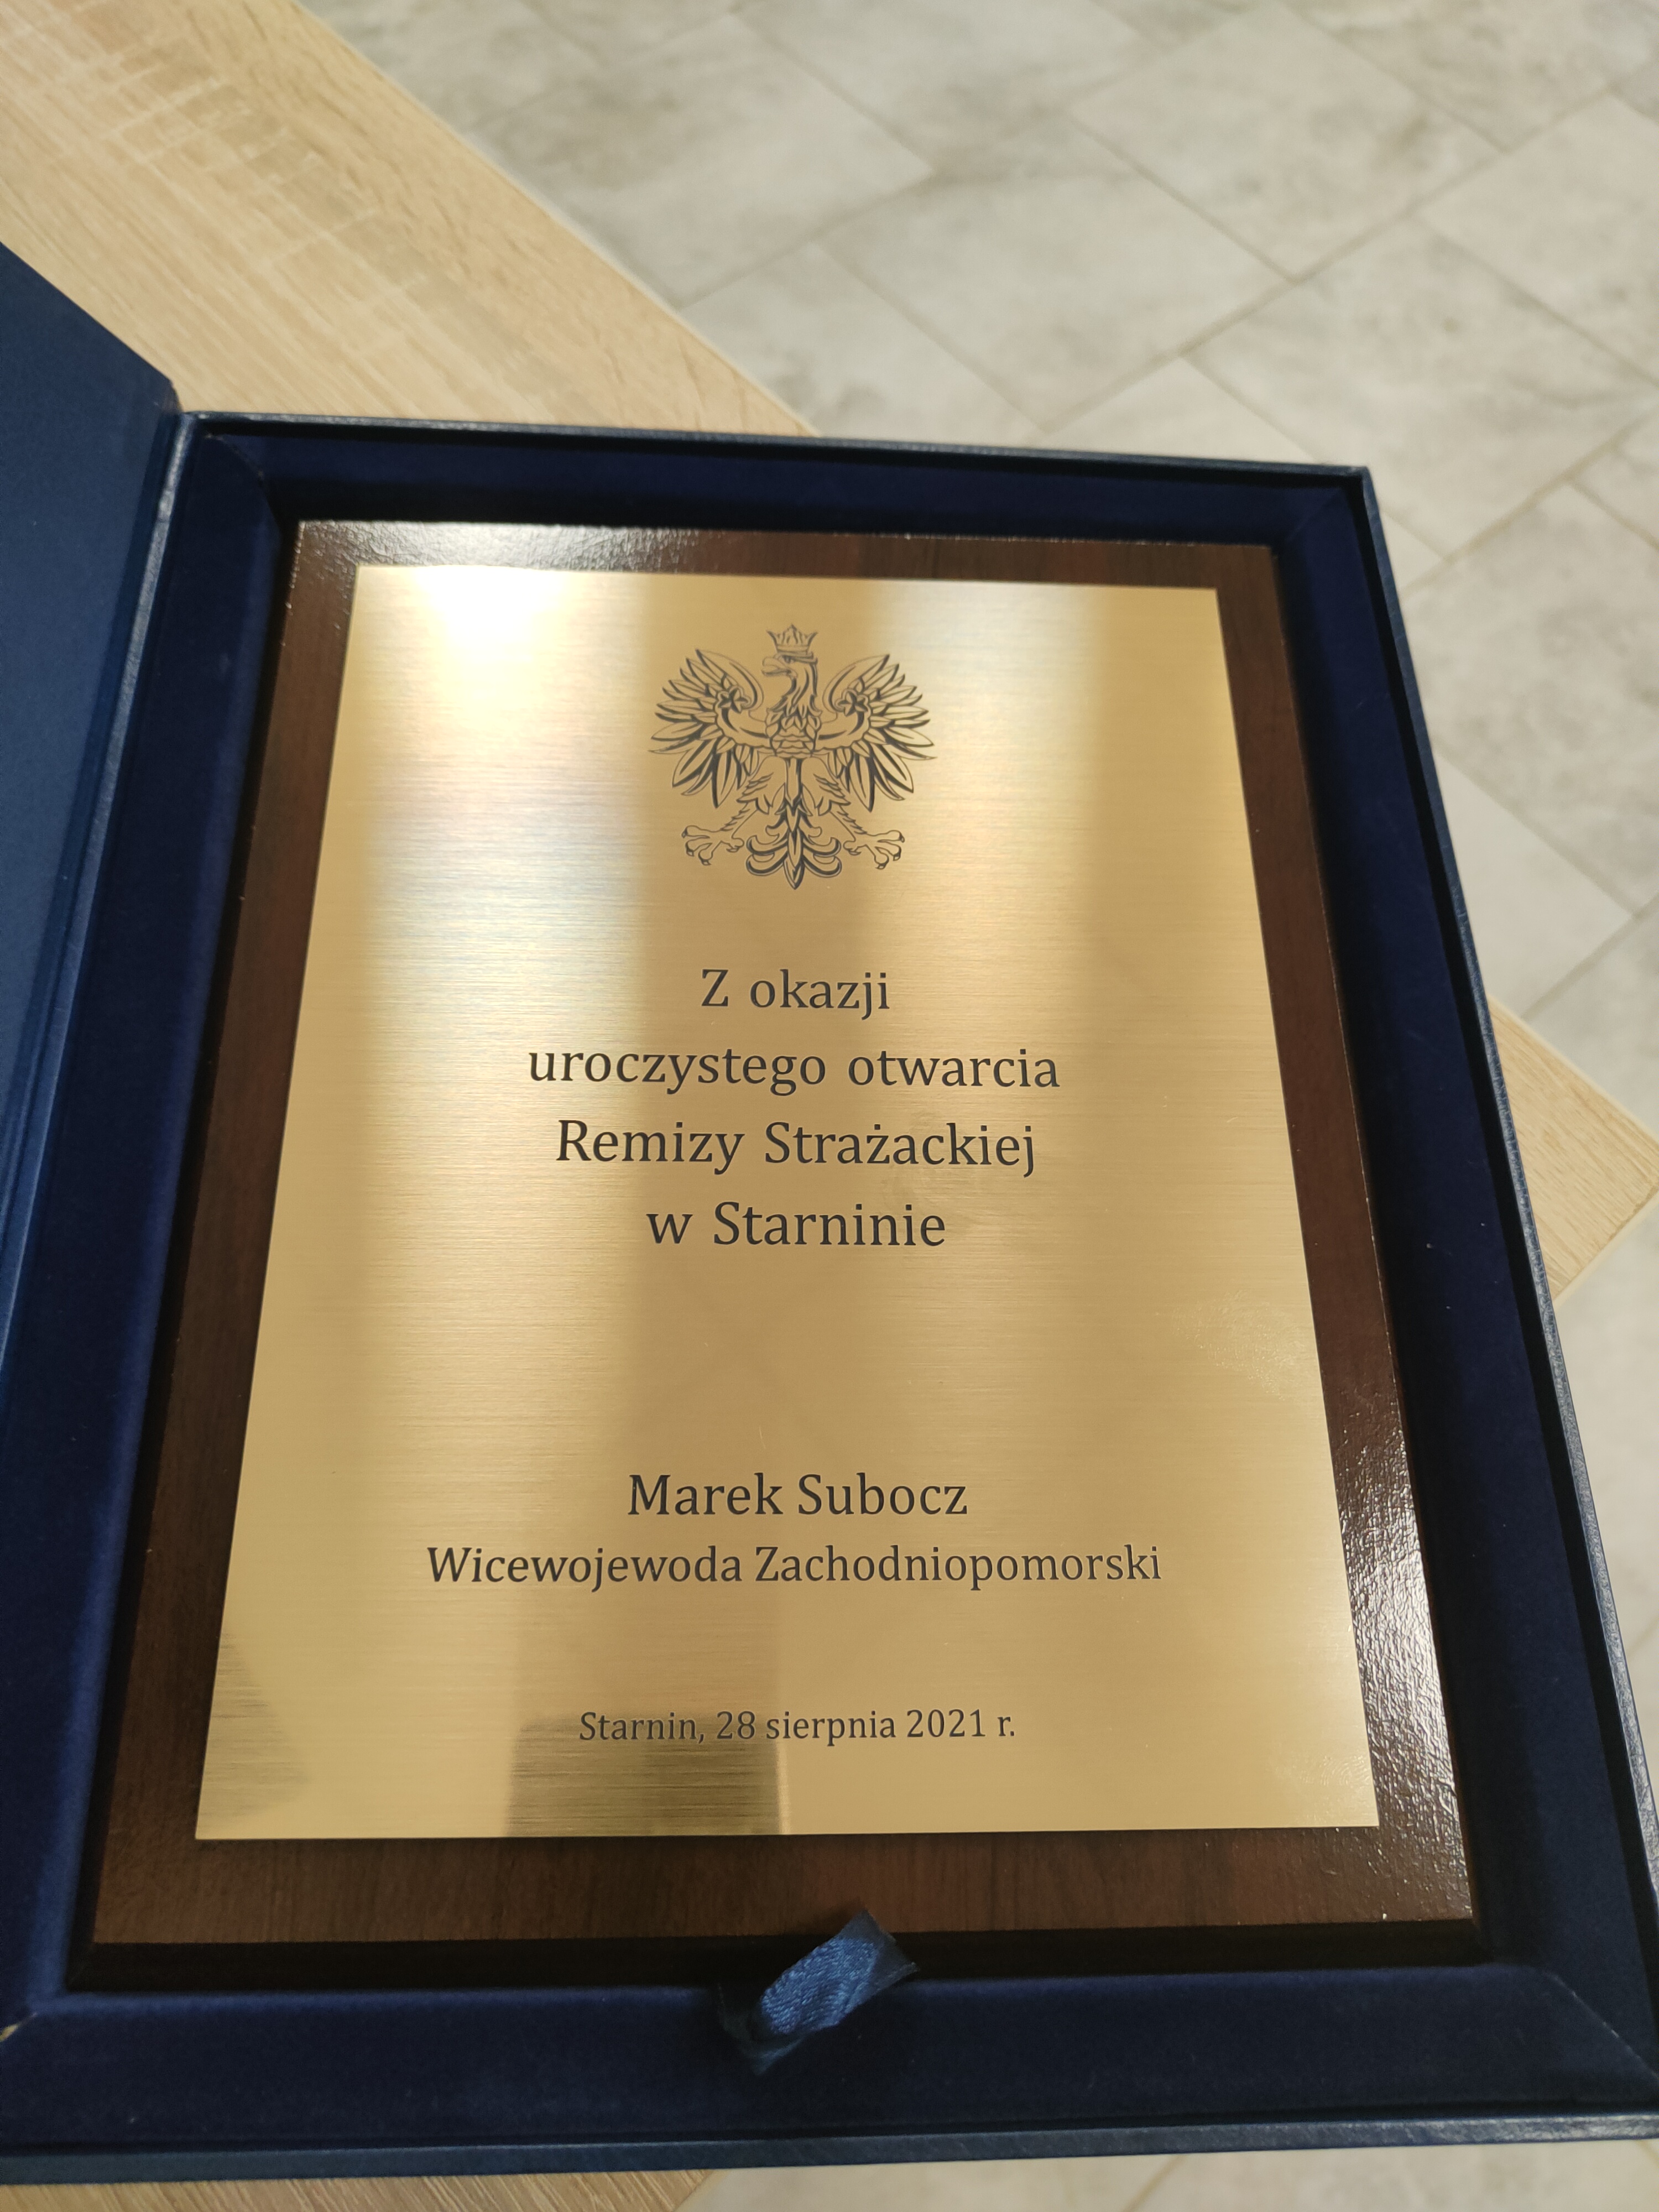 Z okazji
uroczystego otwarcia
Remizy Strażackiej
w Starninie
Marek Subocz
Wicewojewoda Zachodniopomorski
Starnin, 28 sierpnia 2021 r.